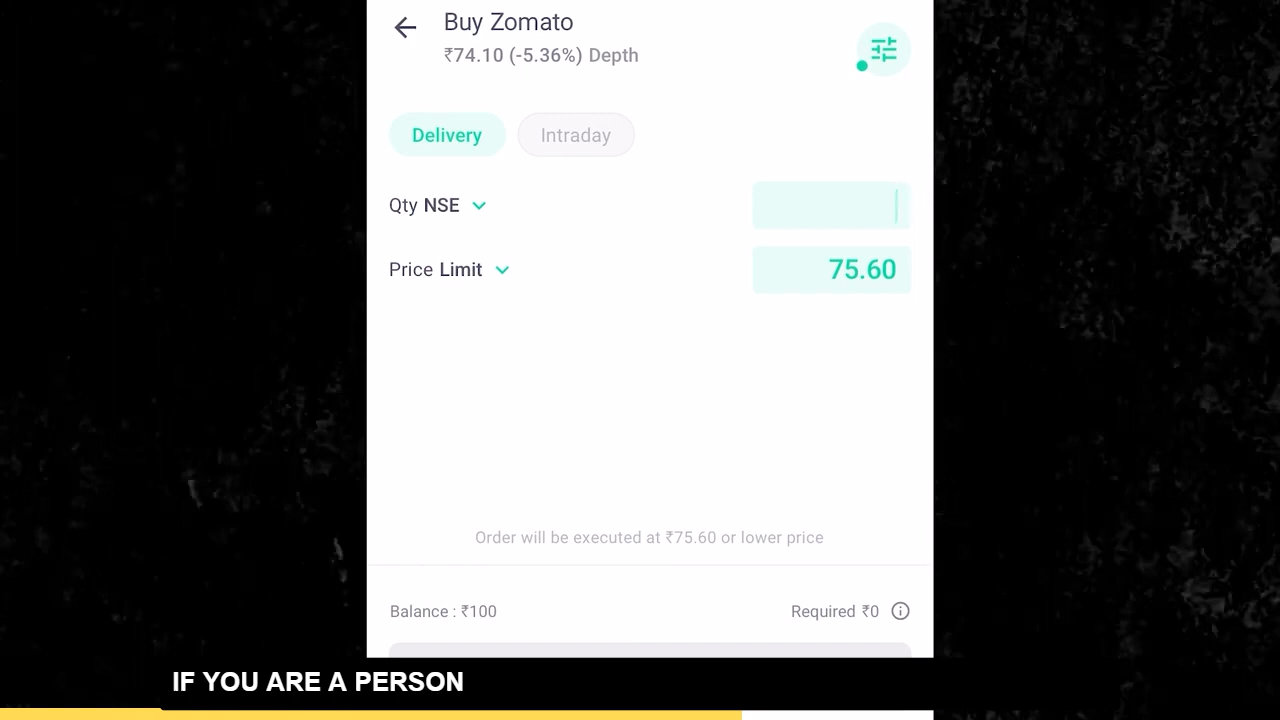 Buy Zomato
₹74.10 (-5.36%) Depth
Delivery
Intraday
Qty NSE
Price Limit
75.60
Order will be executed at ₹75.60 or lower price
Balance : ₹100
Required ₹0
IF YOU ARE A PERSON